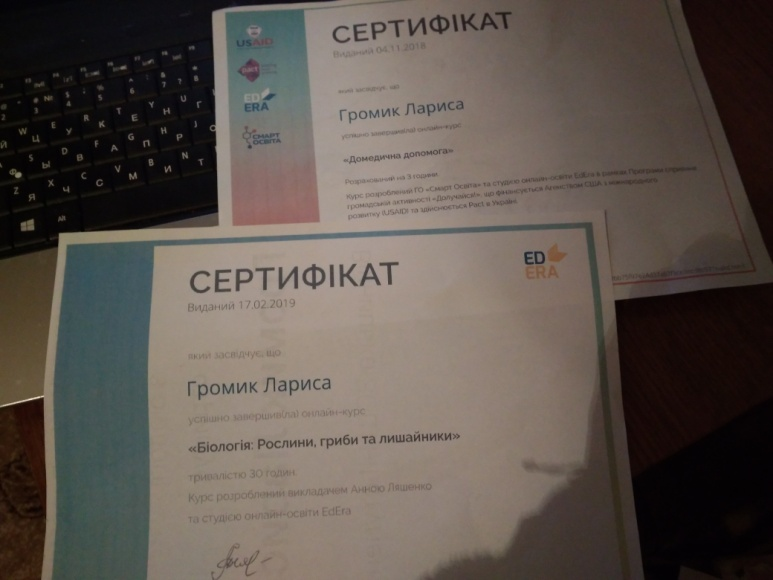 USAID
ED
ERA
СМАРТ
ОСВІТА
СЕРТИФІКАТ
Виданий 04.11.2018
який засвідчує, що
Громик Лариса
успішно завершив(ла) онлайн-курс
«Домедична допомога»
Розрахований на 3 години.
Курс розроблений ГО «Смарт Освіта» та студією онлайн-освіти EdEra в рамках Програми сприяння
громадській активності «Долучайся!», що фінансується Агентством США з міжнародного
розвитку (USAID) та здійснюється Pact в Україні.
СЕРТИФІКАТ
Виданий 17.02.2019
ED
ERA
який засвідчує, що
Громик Лариса
успішно завершив(ла) онлайн-курс
«Біологія: Рослини, гриби та лишайники»
тривалістю 30 годин.
Курс розроблений викладачем Анною Ляшенко
та студією онлайн-освіти EdEra